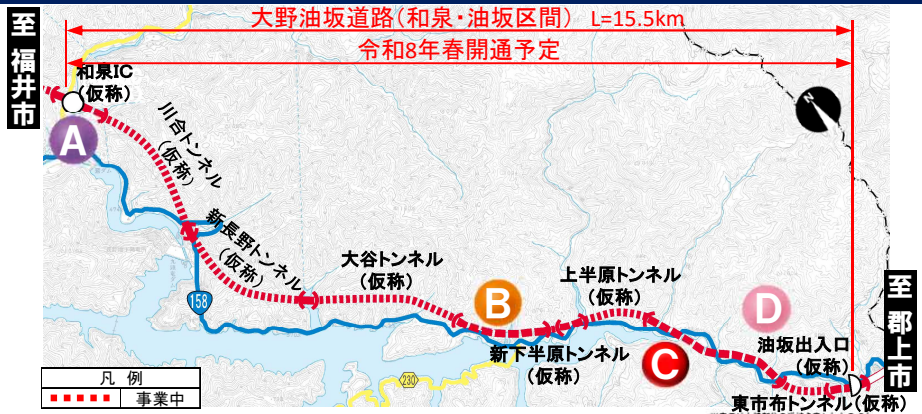 大野油坂道路(和泉・油坂区間) L=15.5km
令和8年春開通予定
至 福井市
和泉IC
(仮称)
A
川合トンネル
(仮称)
新長野トンネル
(仮称)
158
大谷トンネル
(仮称)
B
新下半原トンネル
(仮称)
230
上半原トンネル
(仮称)
C
D
油坂出入口
(仮称)
東市布トンネル(仮称)
至 郡上市
N
凡 例
事業中